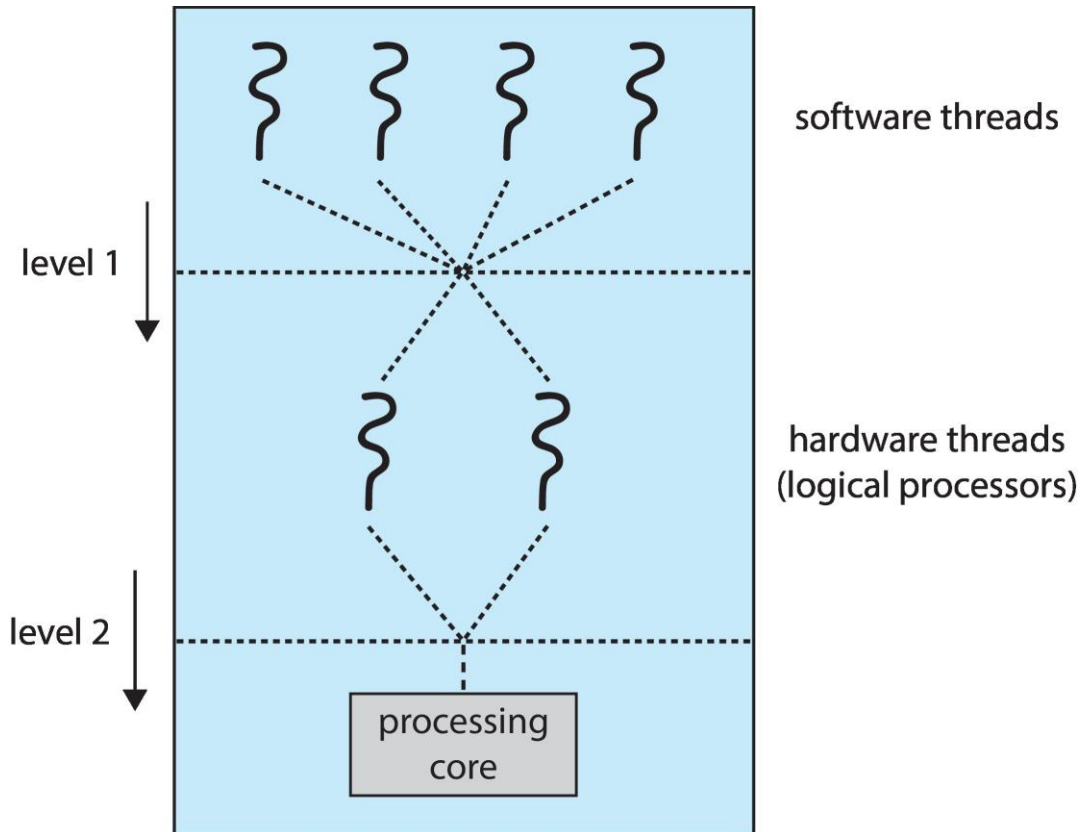 software threads
level 1
hardware threads
(logical processors)
level 2
processing
core